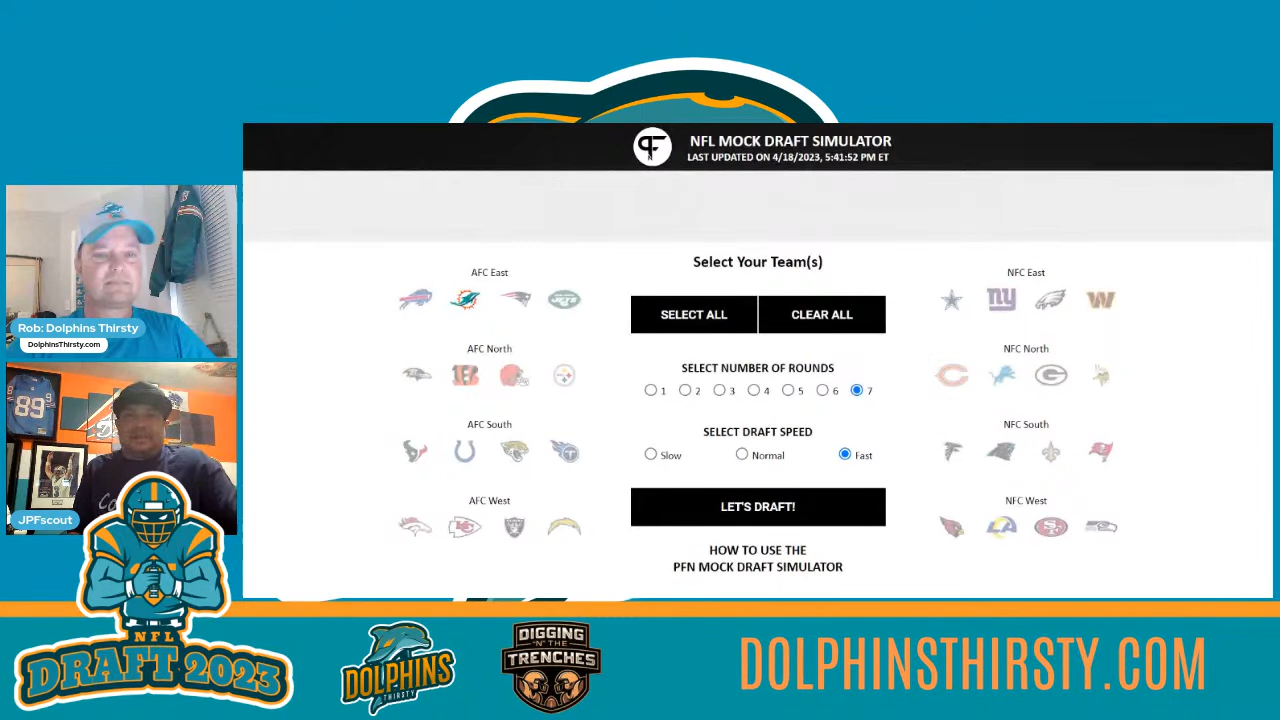 NFL MOCK DRAFT SIMULATOR
LAST UPDATED ON 4/18/2023, 5:41:52 PM ET
Select Your Team(s)
AFC East
NFC East
SELECT ALL
CLEAR ALL
AFC North
NFC North
SELECT NUMBER OF ROUNDS
1 2 3 4 5 6 7
AFC South
NFC South
SELECT DRAFT SPEED
Slow Normal Fast
AFC West
NFC West
LET'S DRAFT!
HOW TO USE THE
PFN MOCK DRAFT SIMULATOR
Rob: Dolphins Thirsty
DolphinsThirsty.com
89
JPFscout
NFL
DRAFT 2023
DOLPHINS
THIRSTY
DIGGING
"N" THE
TRENCHES
DOLPHINSTHIRSTY.COM